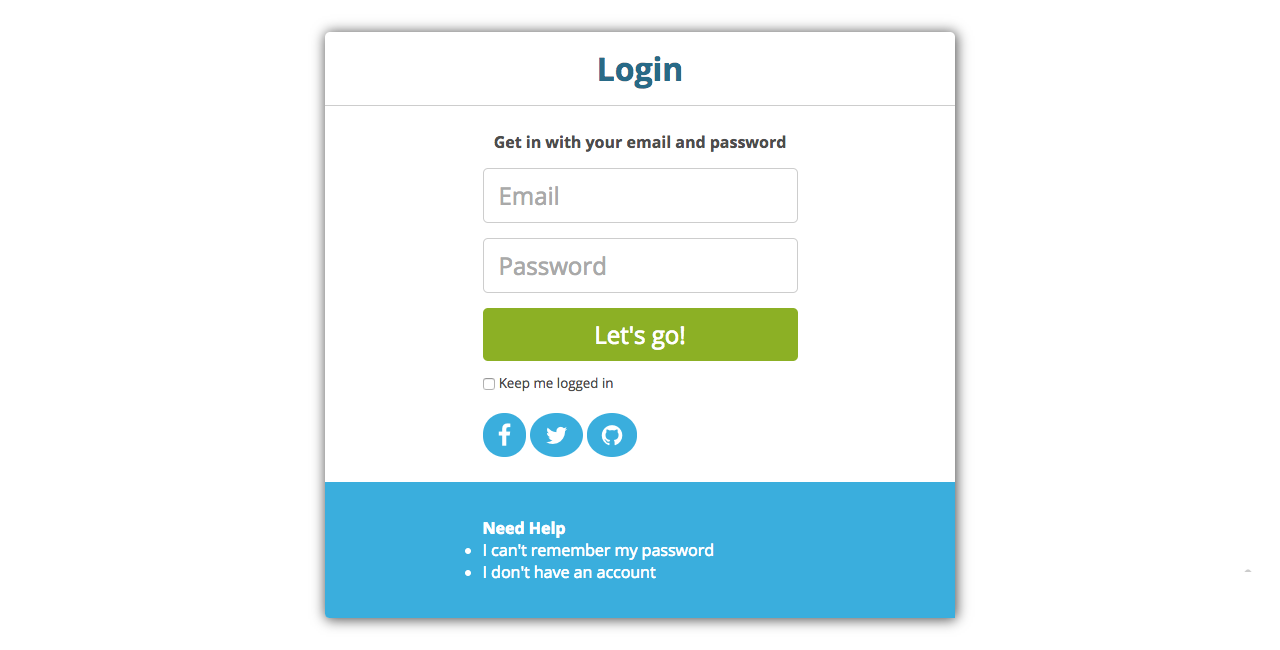 Login
Get in with your email and password
Email
Password
Let's go!
Keep me logged in
Need Help
I can't remember my password
I don't have an account